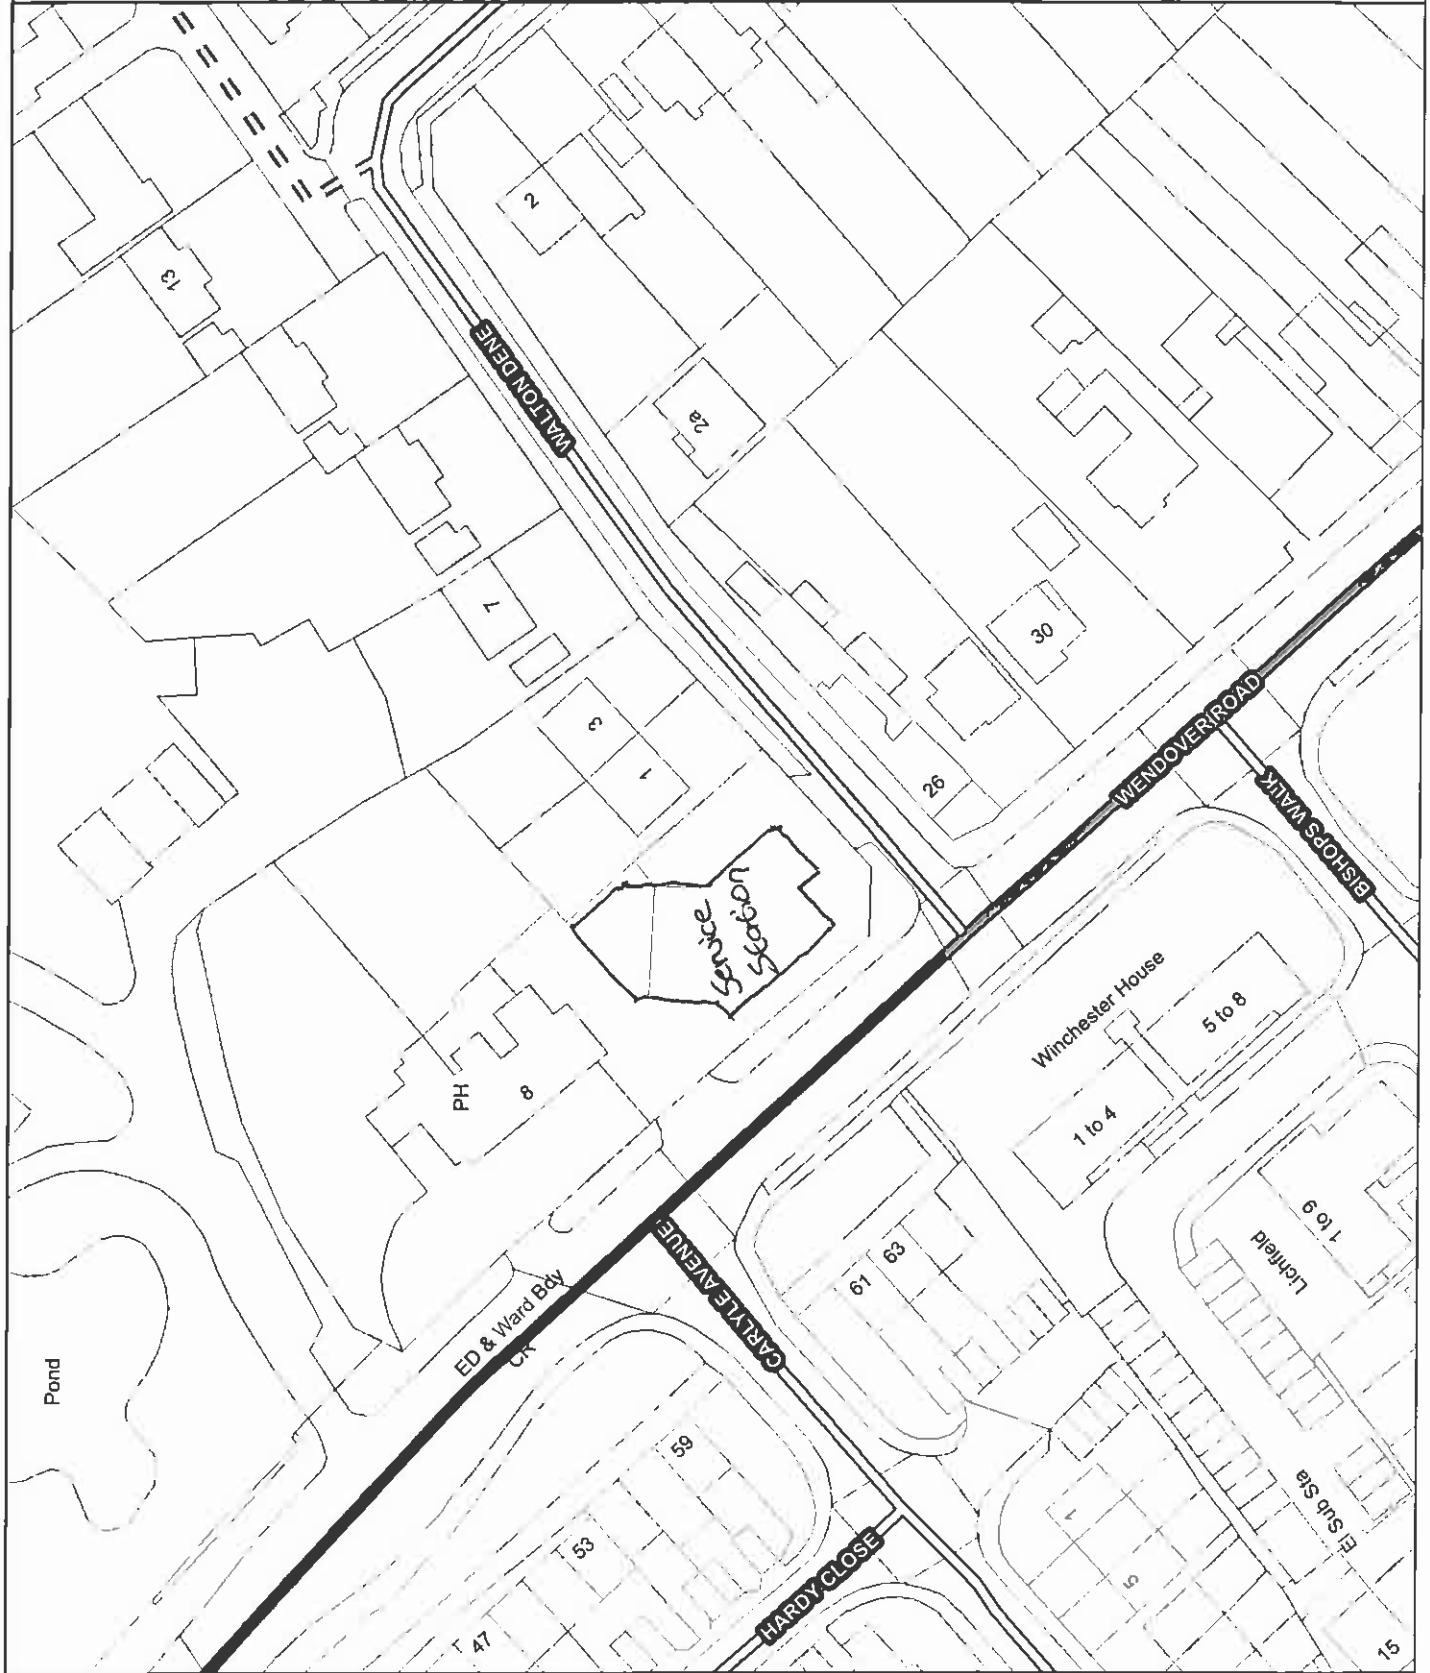 13
2
WALTON DENE
2a
7
3
1
30
26
WENDOVER ROAD
BISHOPS WALK
Service
Station
PH
8
Winchester House
5 to 8
1 to 4
Lichfield
1 to 9
CARLYLE AVENUE
61
63
ED & Ward Bdy
CR
Pond
59
53
47
HARDY CLOSE
1
5
El Sub Sta
15